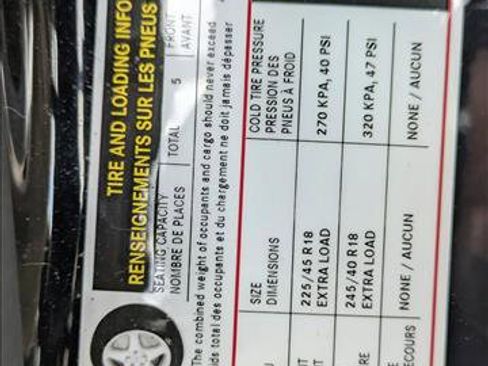 TIRE AND LOADING INFO
RENSEIGNEMENTS SUR LES PNEUS
SEATING CAPACITY
NOMBRE DE PLACES
TOTAL 5
FRONT
AVANT
The combined weight of occupants and cargo should never exceed
ids total des occupants et du chargement ne doit jamais dépasser
SIZE
DIMENSIONS
COLD TIRE PRESSURE
PRESSION DES
PNEUS À FROID
225/45 R18
EXTRA LOAD
270 KPA, 40 PSI
245/40 R18
EXTRA LOAD
320 KPA, 47 PSI
ECOURS
NONE / AUCUN
NONE / AUCUN